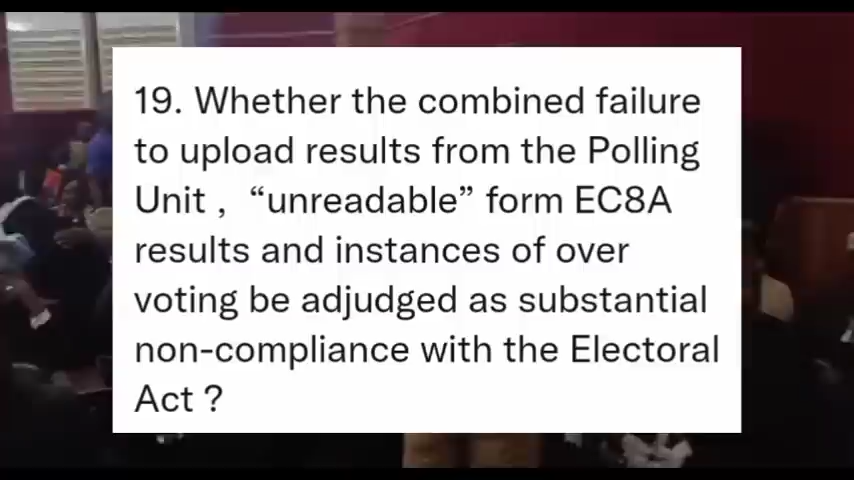 19. Whether the combined failure
to upload results from the Polling
Unit , “unreadable” form EC8A
results and instances of over
voting be adjudged as substantial
non-compliance with the Electoral
Act ?